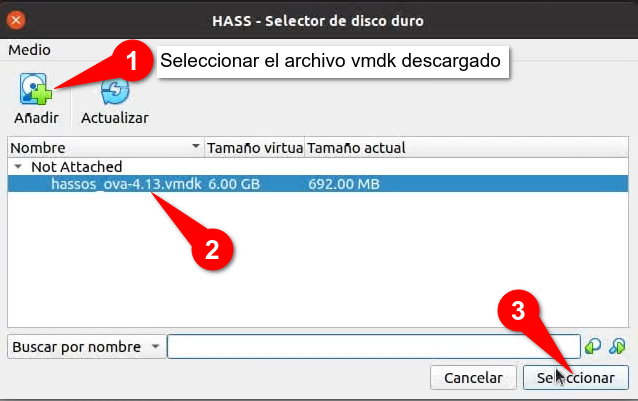 HASS - Selector de disco duro
Medio
1
Seleccionar el archivo vmdk descargado
Añadir Actualizar
Nombre Tamaño virtua Tamaño actual
Not Attached
hassos_ova-4.13.vmdk 6.00 GB 692.00 MB
2
3
Buscar por nombre
Cancelar Seleccionar